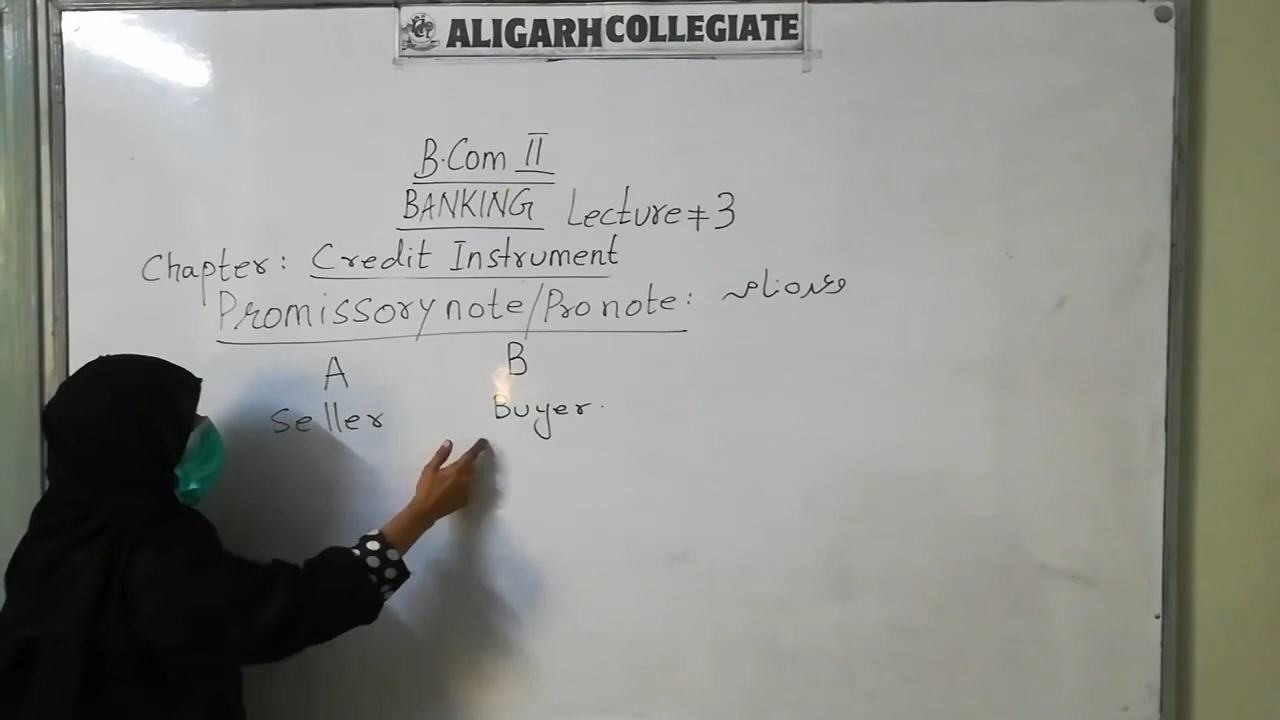 ALIGARH COLLEGIATE
B.Com II
BANKING Lecture # 3
Chapter: Credit Instrument
Promissory note/Pro note: وعدہ نامہ
A B
Seller Buyer.